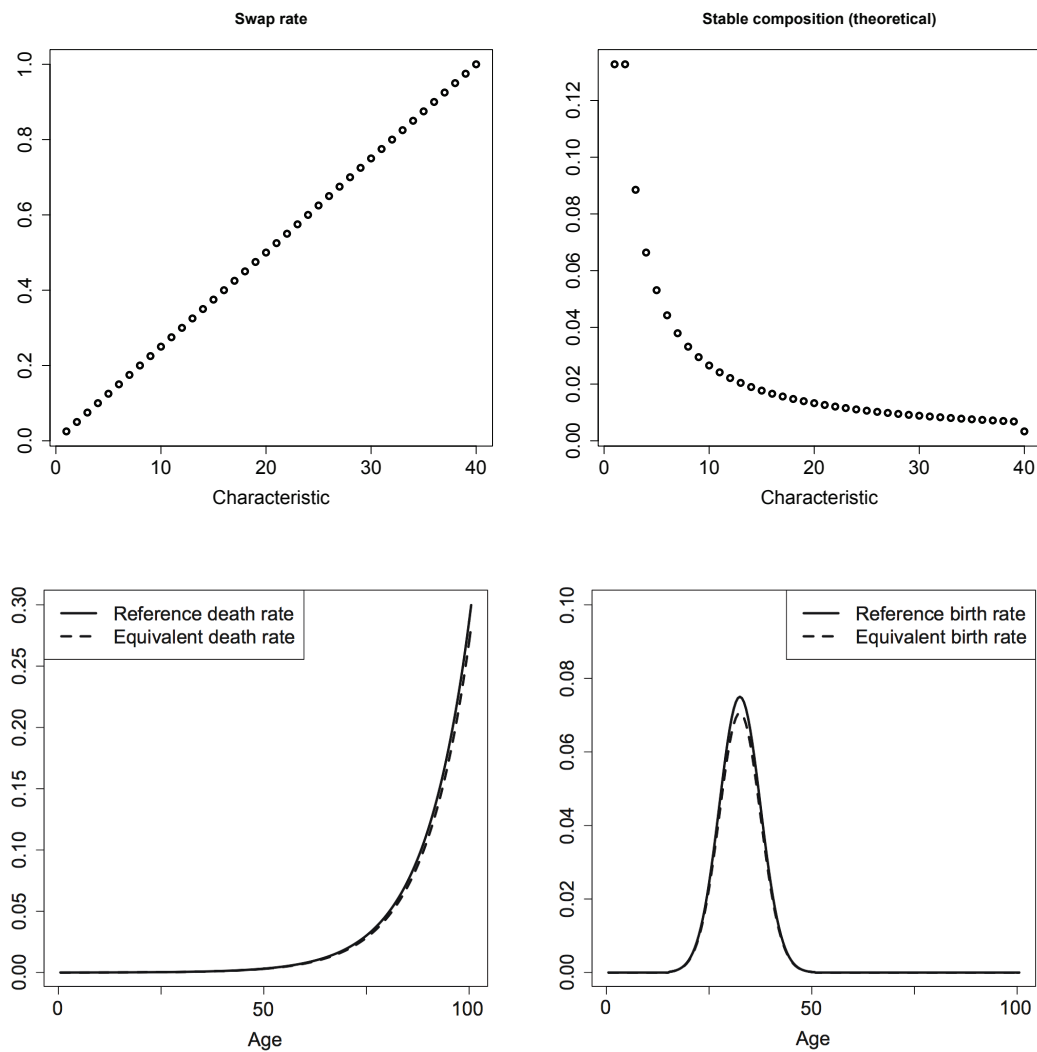 Swap rate
1.0
0.8
0.6
0.4
0.2
0.0
0 10 20 30 40
Characteristic
Stable composition (theoretical)
0.12
0.10
0.08
0.06
0.04
0.02
0.00
0 10 20 30 40
Characteristic
Reference death rate
Equivalent death rate
0.30
0.25
0.20
0.15
0.10
0.05
0.00
0 50 100
Age
Reference birth rate
Equivalent birth rate
0.10
0.08
0.06
0.04
0.02
0.00
0 50 100
Age